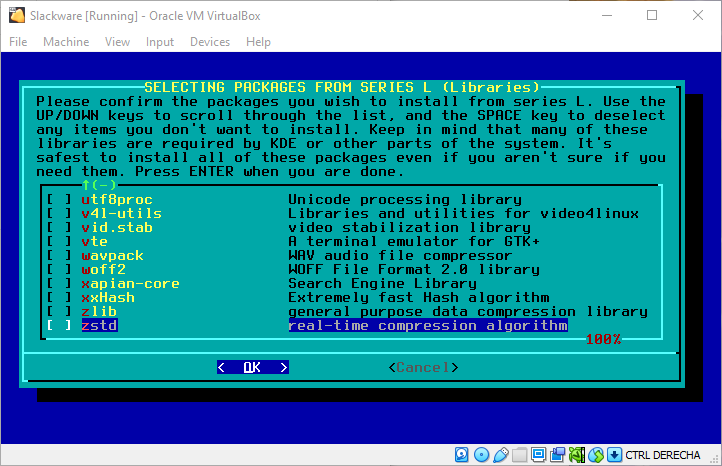 Slackware [Running] - Oracle VM VirtualBox
File Machine View Input Devices Help
SELECTING PACKAGES FROM SERIES L (Libraries)
Please confirm the packages you wish to install from series L. Use the
UP/DOWN keys to scroll through the list, and the SPACE key to deselect
any items you don't want to install. Keep in mind that many of these
libraries are required by KDE or other parts of the system. It's
safest to install all of these packages even if you aren't sure if you
need them. Press ENTER when you are done.
↑(-)
[ ] utf8proc Unicode processing library
[ ] v4l-utils Libraries and utilities for video4linux
[ ] vid.stab video stabilization library
[ ] vte A terminal emulator for GTK+
[ ] wavpack WAV audio file compressor
[ ] woff2 WOFF File Format 2.0 library
[ ] xapian-core Search Engine Library
[ ] xxHash Extremely fast Hash algorithm
[ ] zlib general purpose data compression library
[ ] zstd real-time compression algorithm
100%
< OK > <Cancel>
CTRL DERECHA